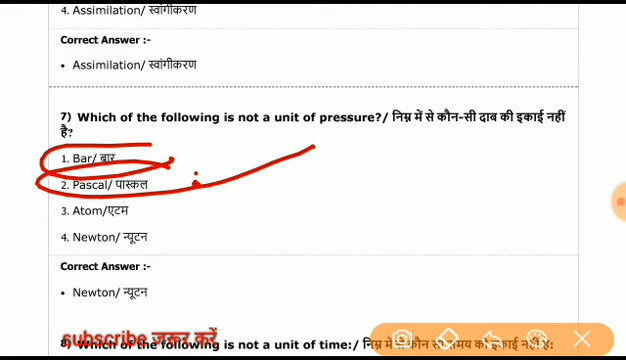 4. Assimilation/ स्वांगीकरण
Correct Answer :-
• Assimilation/ स्वांगीकरण
7) Which of the following is not a unit of pressure?/ निम्न में से कौन-सी दाब की इकाई नहीं
है?
1. Bar/ बार
2. Pascal/ पास्कल
3. Atom/एटम
4. Newton/ न्यूटन
Correct Answer :-
• Newton/ न्यूटन
subscribe ज़रूर करें
8) Which of the following is not a unit of time:/ निम्न में से कौन सी समय की इकाई नहीं है: